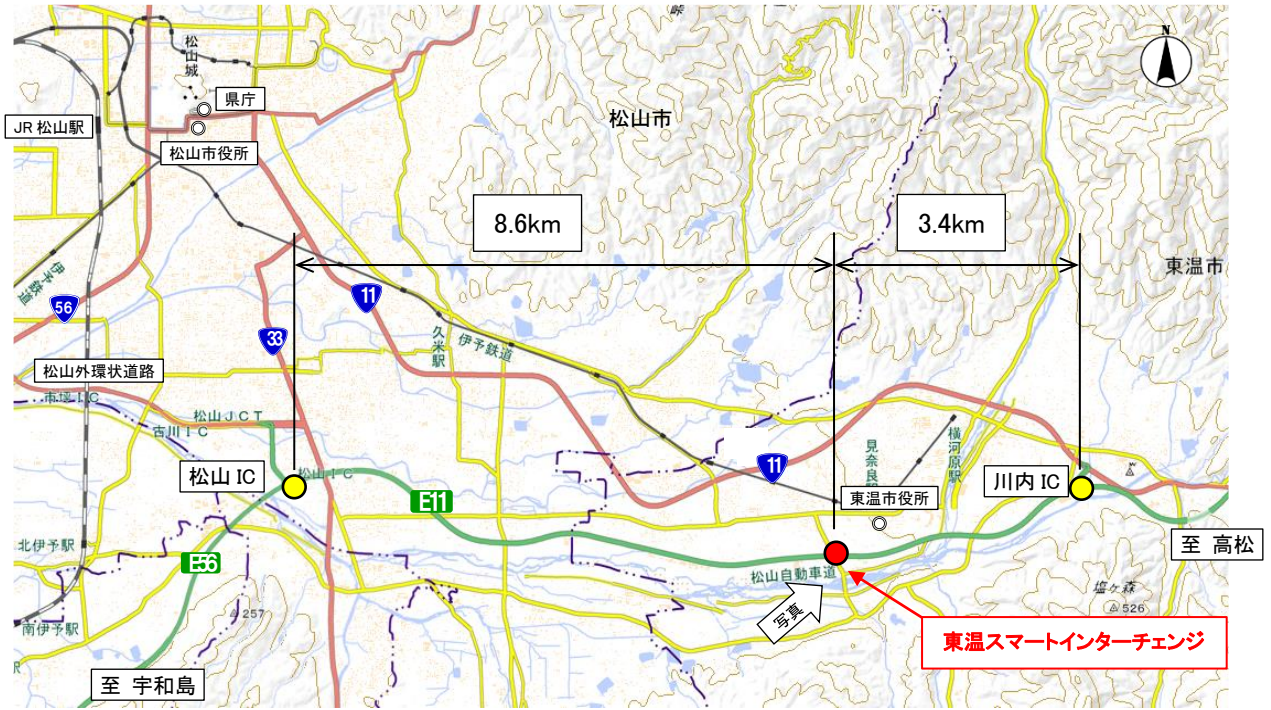 峠
N
松山城
県庁
JR 松山駅
松山市
松山市役所
8.6km
3.4km
東温市
伊予鉄道
56
11
33
久米駅
伊予鉄道
松山外環状道路
市坪IC
松山JCT
古川IC
松山 IC
松山IC
E11
11
見奈良駅
横河原駅
川内 IC
東温市役所
至 高松
北伊予駅
E56
松山自動車道
塩ヶ森
257
526
写真
南伊予駅
東温スマートインターチェンジ
至 宇和島